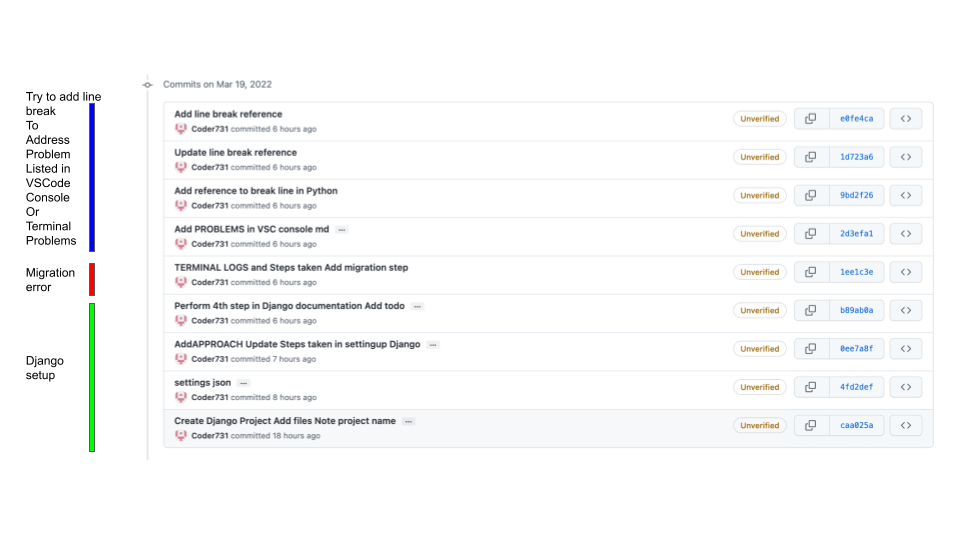 Commits on Mar 19, 2022
Try to add line
break
To
Address
Problem
Listed in
VSCode
Console
Or
Terminal
Problems
Migration
error
Django
setup
Add line break reference
Coder731 committed 6 hours ago
Unverified
e0fe4ca
Update line break reference
Coder731 committed 6 hours ago
Unverified
1d723a6
Add reference to break line in Python
Coder731 committed 6 hours ago
Unverified
9bd2f26
Add PROBLEMS in VSC console md
Coder731 committed 6 hours ago
Unverified
2d3efa1
TERMINAL LOGS and Steps taken Add migration step
Coder731 committed 6 hours ago
Unverified
1ee1c3e
Perform 4th step in Django documentation Add todo
Coder731 committed 6 hours ago
Unverified
b89ab0a
AddAPPROACH Update Steps taken in settingup Django
Coder731 committed 7 hours ago
Unverified
0ee7a8f
settings json
Coder731 committed 8 hours ago
Unverified
4fd2def
Create Django Project Add files Note project name
Coder731 committed 18 hours ago
Unverified
caa025a